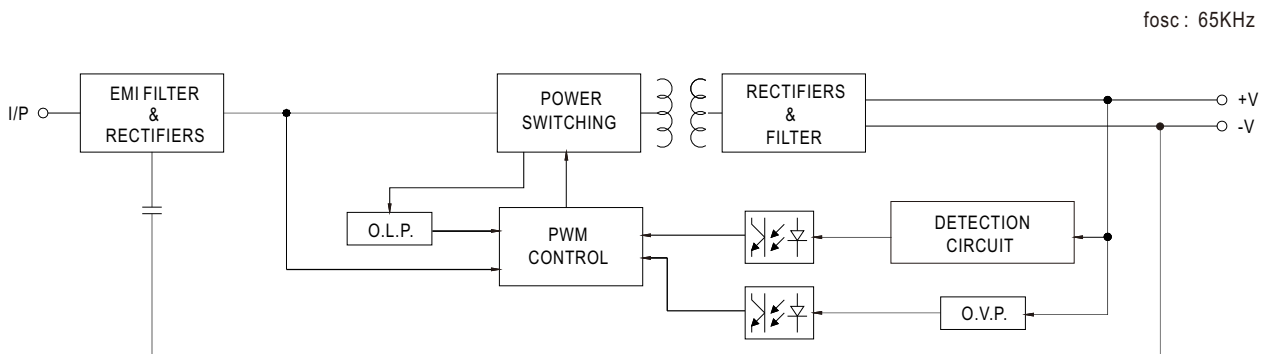 fosc : 65KHz
I/P
EMI FILTER
&
RECTIFIERS
POWER
SWITCHING
RECTIFIERS
&
FILTER
+V
-V
O.L.P.
PWM
CONTROL
DETECTION
CIRCUIT
O.V.P.